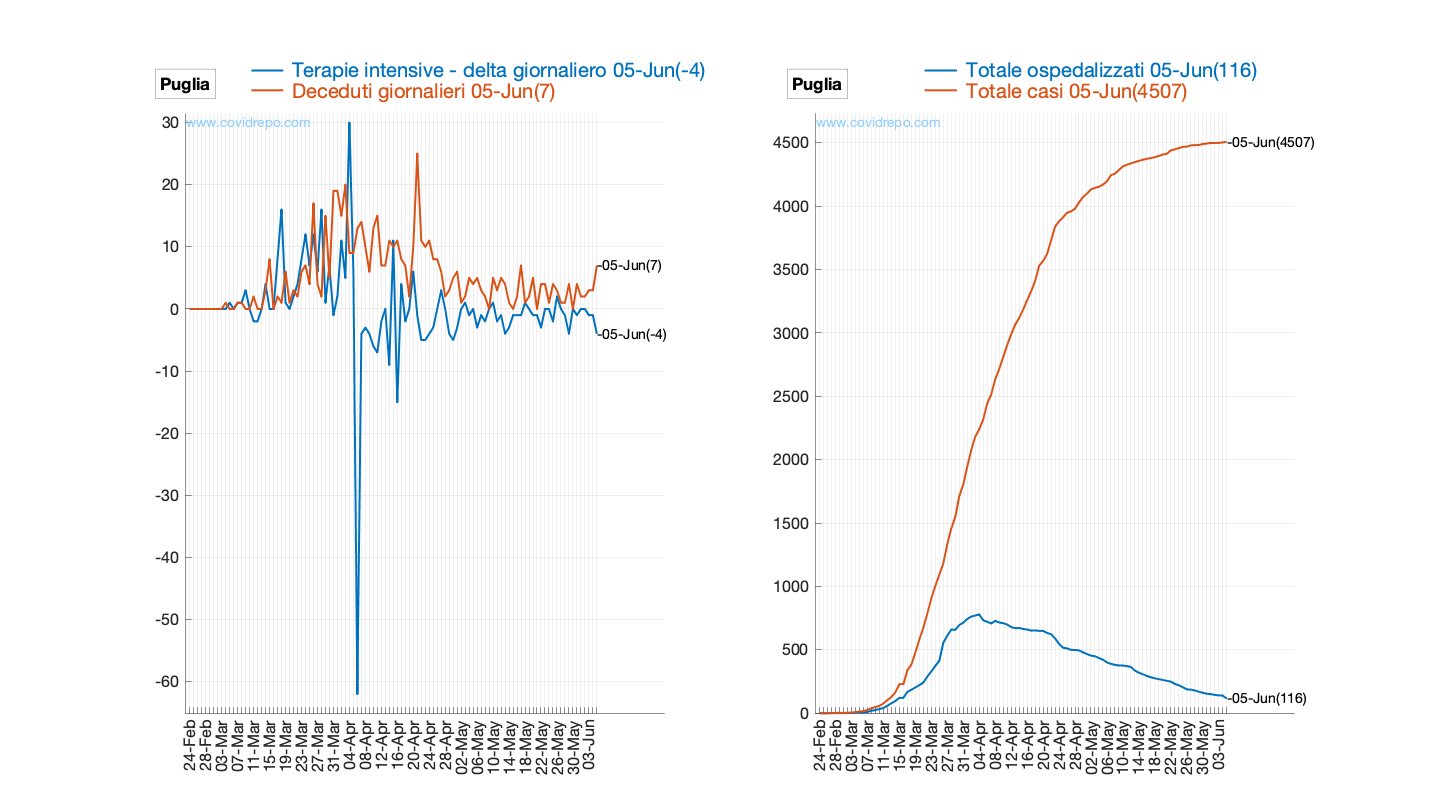 Puglia
Terapie intensive - delta giornaliero 05-Jun(-4)
Deceduti giornalieri 05-Jun(7)
www.covidrepo.com
30
20
10
0
-10
-20
-30
-40
-50
-60
05-Jun(7)
05-Jun(-4)
24-Feb
28-Feb
03-Mar
07-Mar
11-Mar
15-Mar
19-Mar
23-Mar
27-Mar
31-Mar
04-Apr
08-Apr
12-Apr
16-Apr
20-Apr
24-Apr
28-Apr
02-May
06-May
10-May
14-May
18-May
22-May
26-May
30-May
03-Jun
Puglia
Totale ospedalizzati 05-Jun(116)
Totale casi 05-Jun(4507)
www.covidrepo.com
4500
4000
3500
3000
2500
2000
1500
1000
500
0
05-Jun(4507)
05-Jun(116)
24-Feb
28-Feb
03-Mar
07-Mar
11-Mar
15-Mar
19-Mar
23-Mar
27-Mar
31-Mar
04-Apr
08-Apr
12-Apr
16-Apr
20-Apr
24-Apr
28-Apr
02-May
06-May
10-May
14-May
18-May
22-May
26-May
30-May
03-Jun